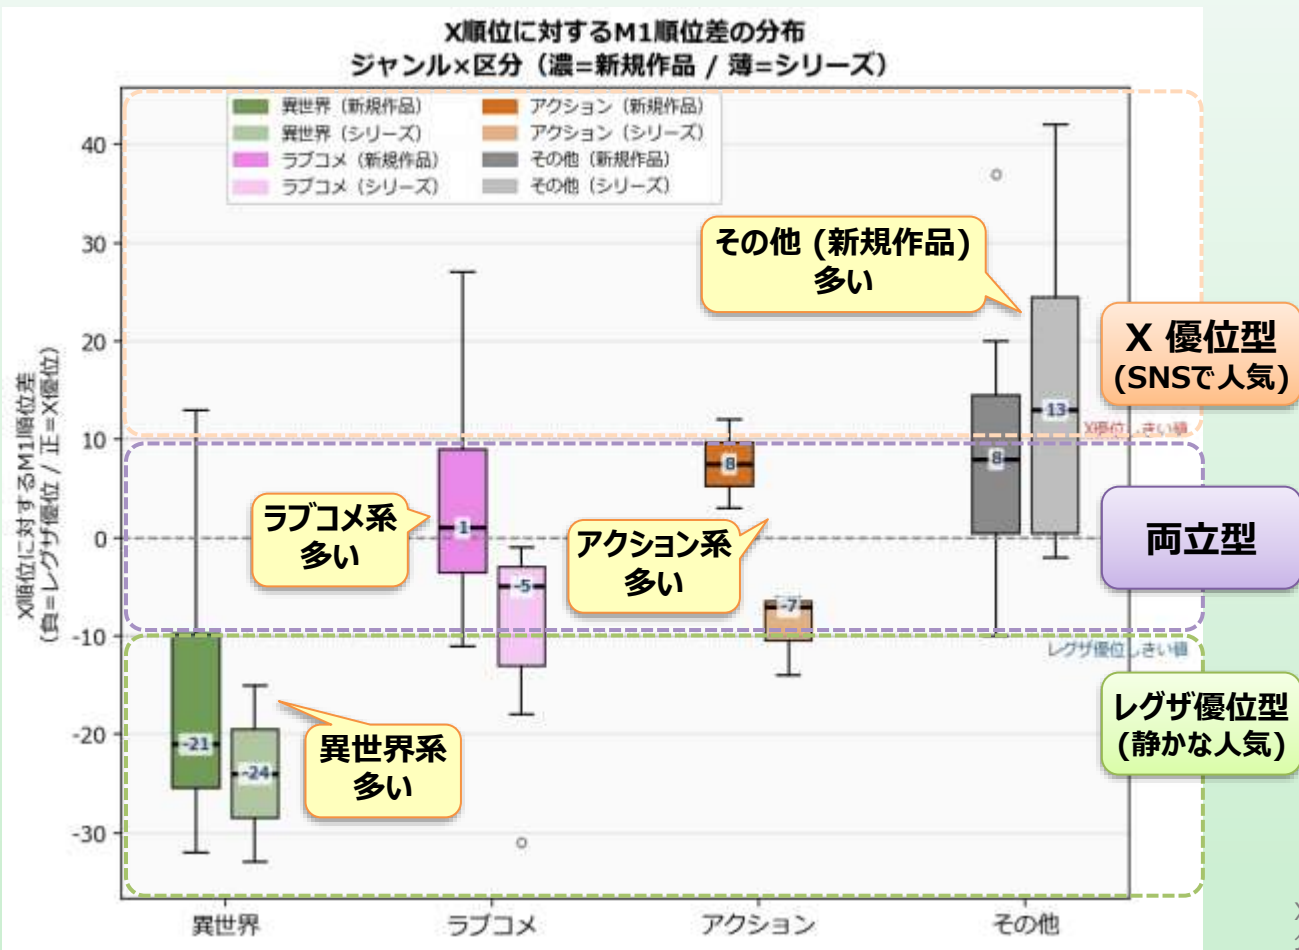 X順位に対するM1順位差の分布
ジャンル×区分（濃=新規作品 / 薄=シリーズ）
異世界（新規作品）
異世界（シリーズ）
ラブコメ（新規作品）
ラブコメ（シリーズ）
アクション（新規作品）
アクション（シリーズ）
その他（新規作品）
その他（シリーズ）
X順位に対するM1順位差
（負=レグザ優位 / 正=X優位）
40
30
20
10
0
-10
-20
-30
その他 (新規作品)
多い
X 優位型
(SNSで人気)
13
X優位しきい値
8
8
ラブコメ系
多い
1
アクション系
多い
両立型
-5
-7
レグザ優位しきい値
レグザ優位型
(静かな人気)
-21
-24
異世界系
多い
異世界
ラブコメ
アクション
その他